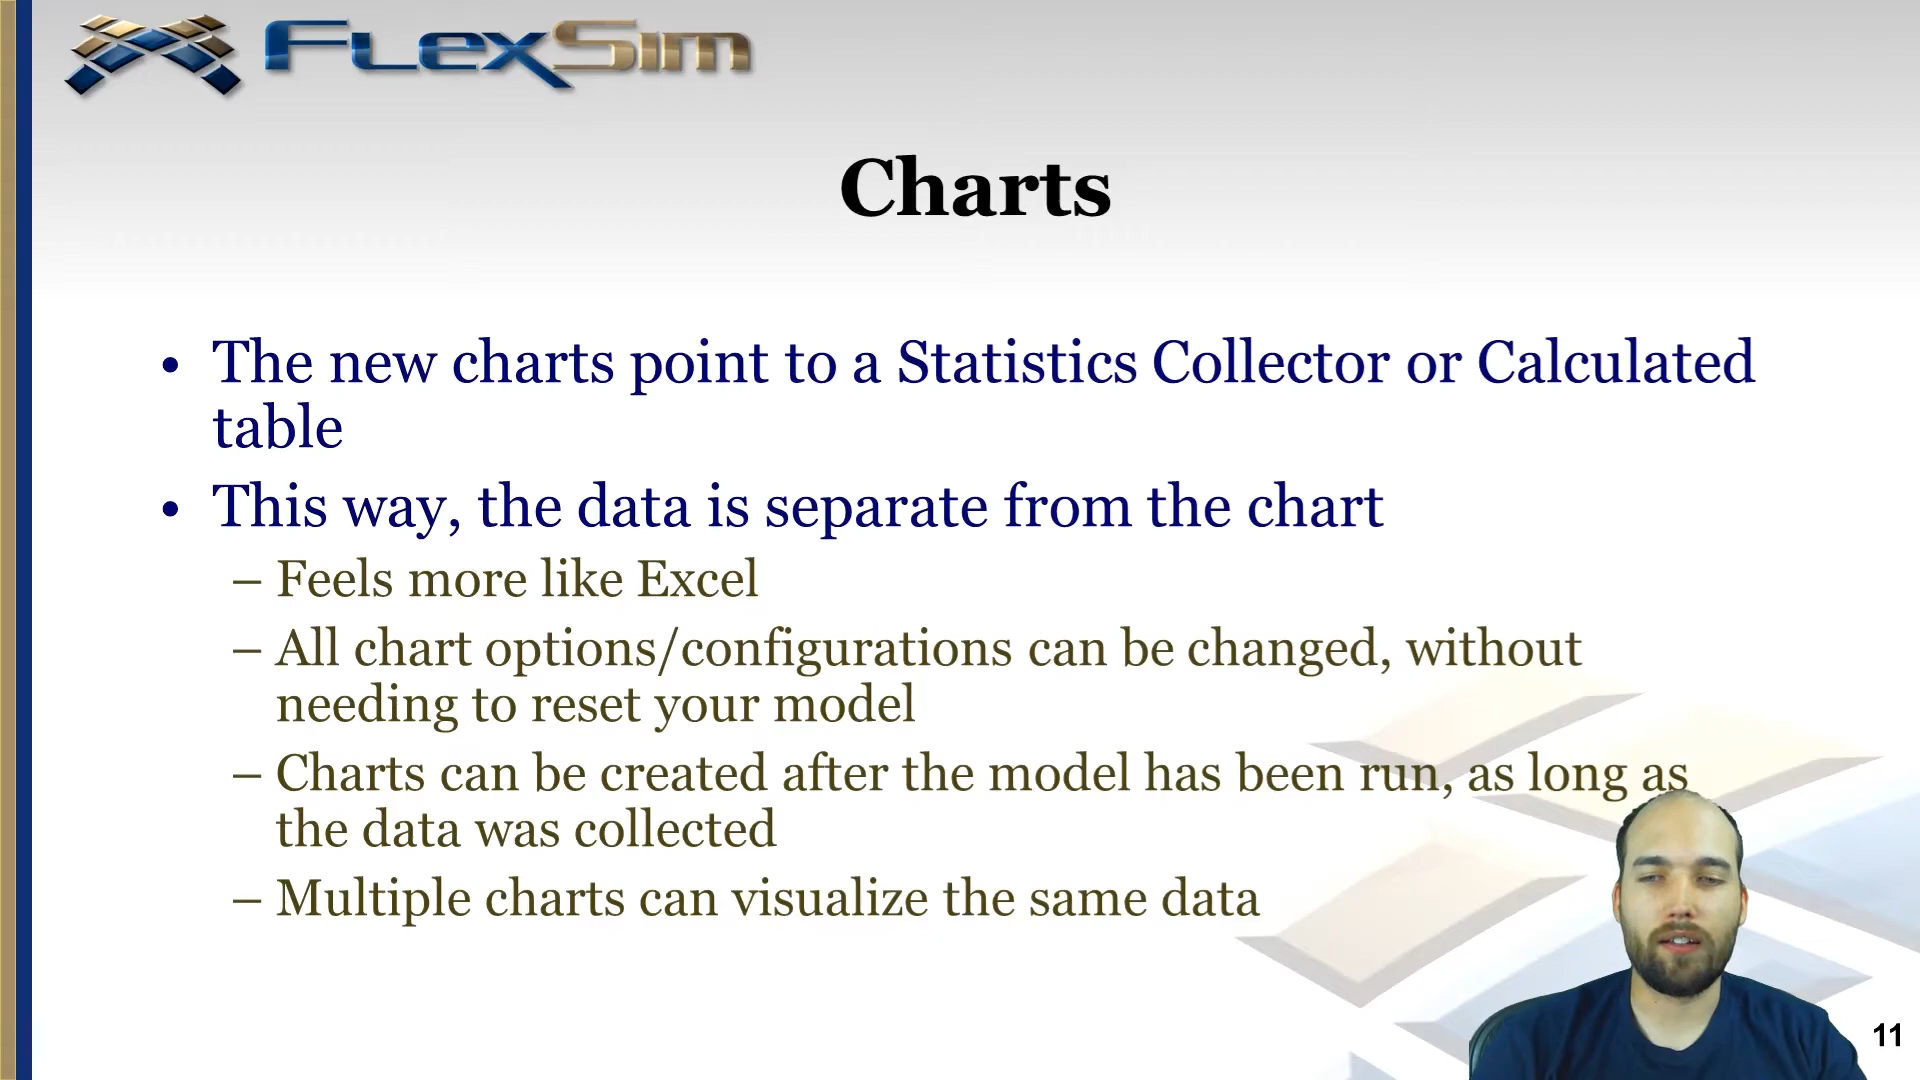 FlexSim
Charts
• The new charts point to a Statistics Collector or Calculated
table
• This way, the data is separate from the chart
– Feels more like Excel
– All chart options/configurations can be changed, without
needing to reset your model
– Charts can be created after the model has been run, as long as
the data was collected
– Multiple charts can visualize the same data
11